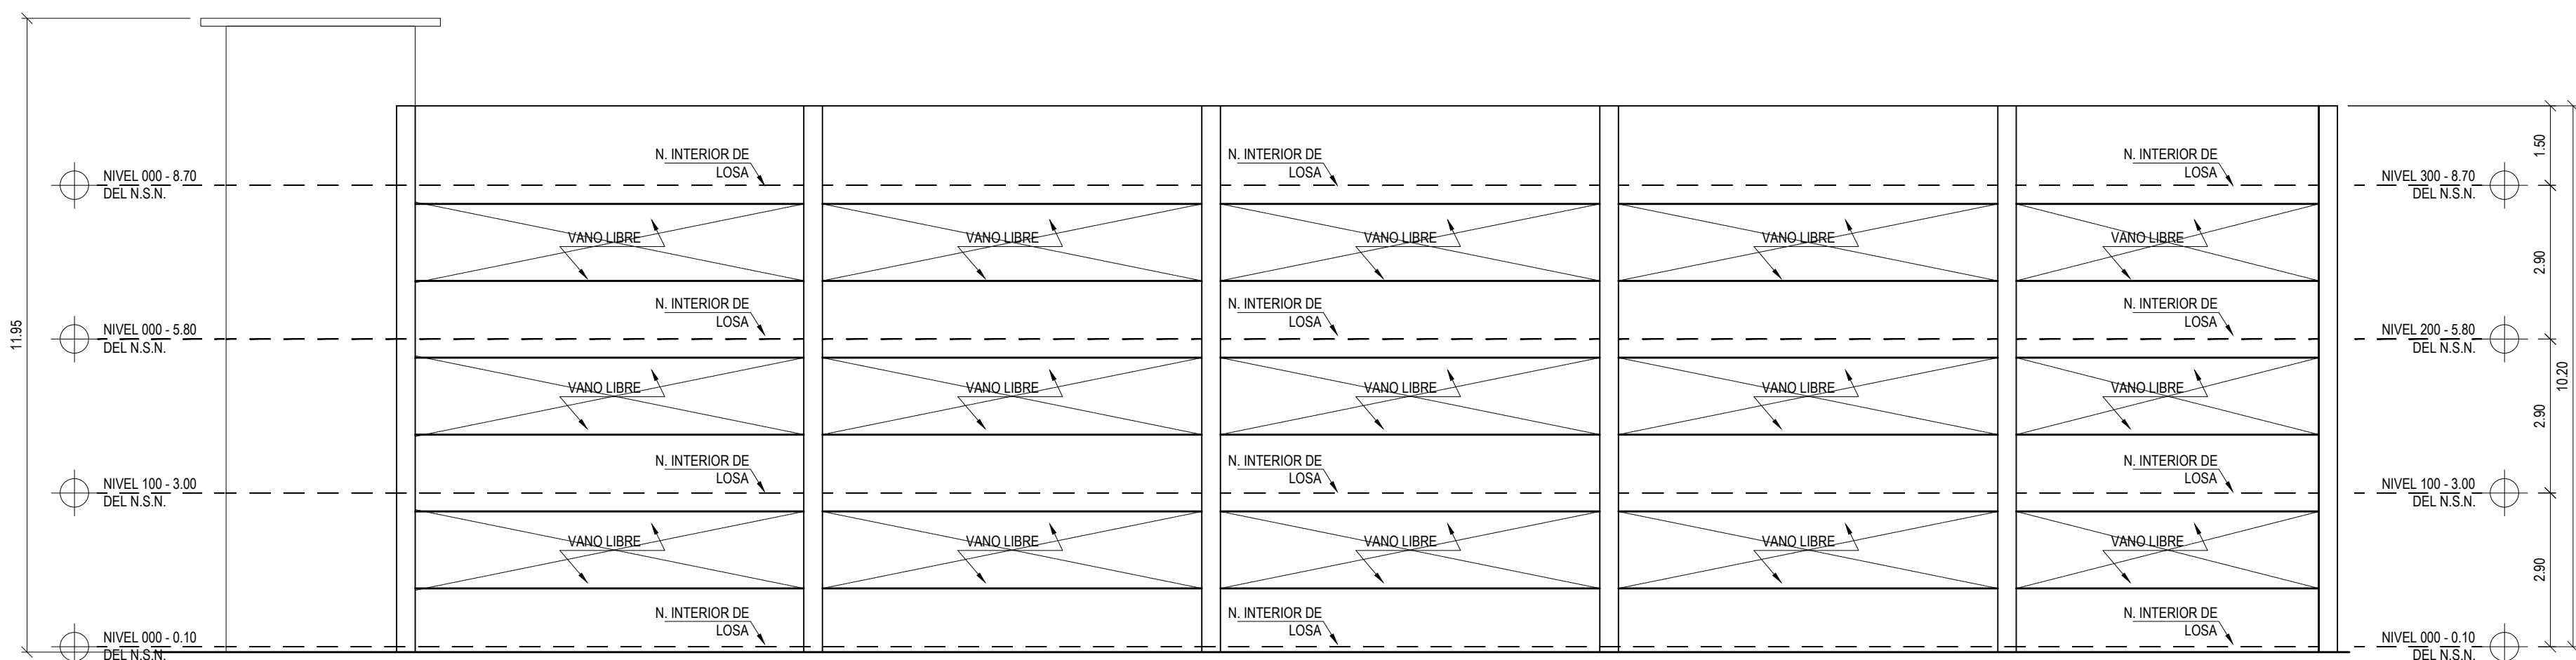 N. INTERIOR DE
LOSA
N. INTERIOR DE
LOSA
N. INTERIOR DE
LOSA
1.50
NIVEL 000 - 8.70
DEL N.S.N.
NIVEL 300 - 8.70
DEL N.S.N.
VANO LIBRE
VANO LIBRE
VANO LIBRE
VANO LIBRE
VANO LIBRE
2.90
N. INTERIOR DE
LOSA
N. INTERIOR DE
LOSA
N. INTERIOR DE
LOSA
11.95
NIVEL 000 - 5.80
DEL N.S.N.
NIVEL 200 - 5.80
DEL N.S.N.
10.20
VANO LIBRE
VANO LIBRE
VANO LIBRE
VANO LIBRE
VANO LIBRE
2.90
N. INTERIOR DE
LOSA
N. INTERIOR DE
LOSA
N. INTERIOR DE
LOSA
NIVEL 100 - 3.00
DEL N.S.N.
NIVEL 100 - 3.00
DEL N.S.N.
VANO LIBRE
VANO LIBRE
VANO LIBRE
VANO LIBRE
VANO LIBRE
2.90
N. INTERIOR DE
LOSA
N. INTERIOR DE
LOSA
N. INTERIOR DE
LOSA
NIVEL 000 - 0.10
DEL N.S.N.
NIVEL 000 - 0.10
DEL N.S.N.